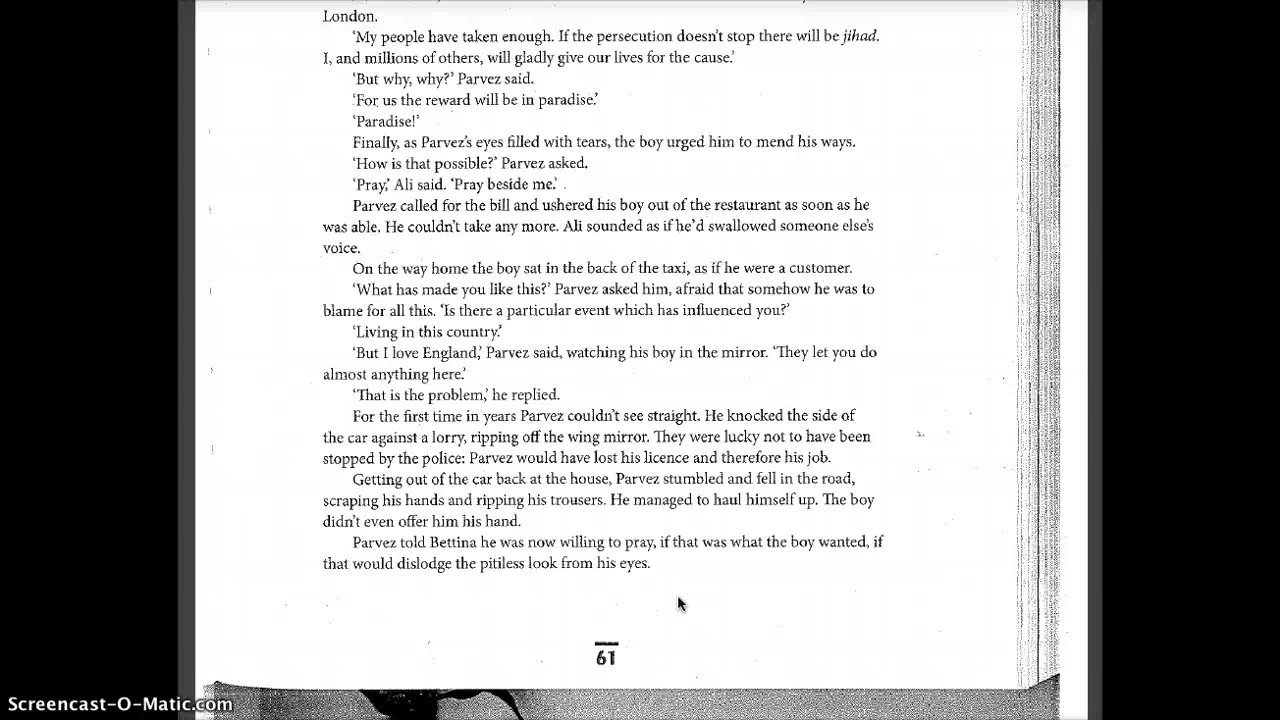 London.
‘My people have taken enough. If the persecution doesn’t stop there will be jihad.
I, and millions of others, will gladly give our lives for the cause.’
‘But why, why?’ Parvez said.
‘For us the reward will be in paradise.’
‘Paradise!’
Finally, as Parvez’s eyes filled with tears, the boy urged him to mend his ways.
‘How is that possible?’ Parvez asked.
‘Pray,’ Ali said. ‘Pray beside me.’
Parvez called for the bill and ushered his boy out of the restaurant as soon as he
was able. He couldn’t take any more. Ali sounded as if he’d swallowed someone else’s
voice.
On the way home the boy sat in the back of the taxi, as if he were a customer.
‘What has made you like this?’ Parvez asked him, afraid that somehow he was to
blame for all this. ‘Is there a particular event which has influenced you?’
‘Living in this country.’
‘But I love England,’ Parvez said, watching his boy in the mirror. ‘They let you do
almost anything here.’
‘That is the problem,’ he replied.
For the first time in years Parvez couldn’t see straight. He knocked the side of
the car against a lorry, ripping off the wing mirror. They were lucky not to have been
stopped by the police: Parvez would have lost his licence and therefore his job.
Getting out of the car back at the house, Parvez stumbled and fell in the road,
scraping his hands and ripping his trousers. He managed to haul himself up. The boy
didn’t even offer him his hand.
Parvez told Bettina he was now willing to pray, if that was what the boy wanted, if
that would dislodge the pitiless look from his eyes.
61
Screencast-O-Matic.com